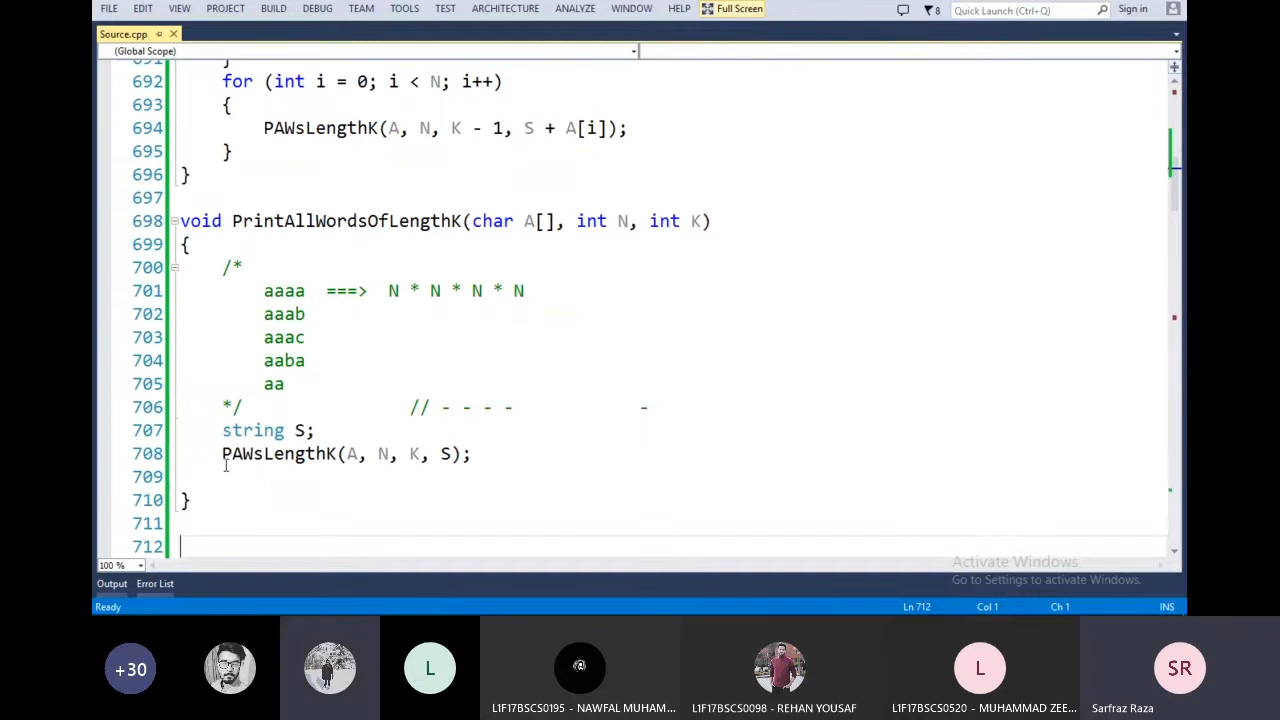 FILE EDIT VIEW PROJECT BUILD DEBUG TEAM TOOLS TEST ARCHITECTURE ANALYZE WINDOW HELP Full Screen 8 Quick Launch (Ctrl+Q) Sign in
Source.cpp
(Global Scope)
691 }
692 for (int i = 0; i < N; i++)
693 {
694 PAWsLengthK(A, N, K - 1, S + A[i]);
695 }
696 }
697
698 void PrintAllWordsOfLengthK(char A[], int N, int K)
699 {
700 /*
701 aaaa ===> N * N * N * N
702 aaab
703 aaac
704 aaba
705 aa
706 */ // - - - - -
707 string S;
708 PAWsLengthK(A, N, K, S);
709
710 }
711
712
100 %
Activate Windows
Go to Settings to activate Windows.
Output Error List
Ready Ln 712 Col 1 Ch 1 INS
+30 L L SR
L1F17BSCS0195 - NAWFAL MUHAM... L1F17BSCS0098 - REHAN YOUSAF L1F17BSCS0520 - MUHAMMAD ZEE... Sarfraz Raza